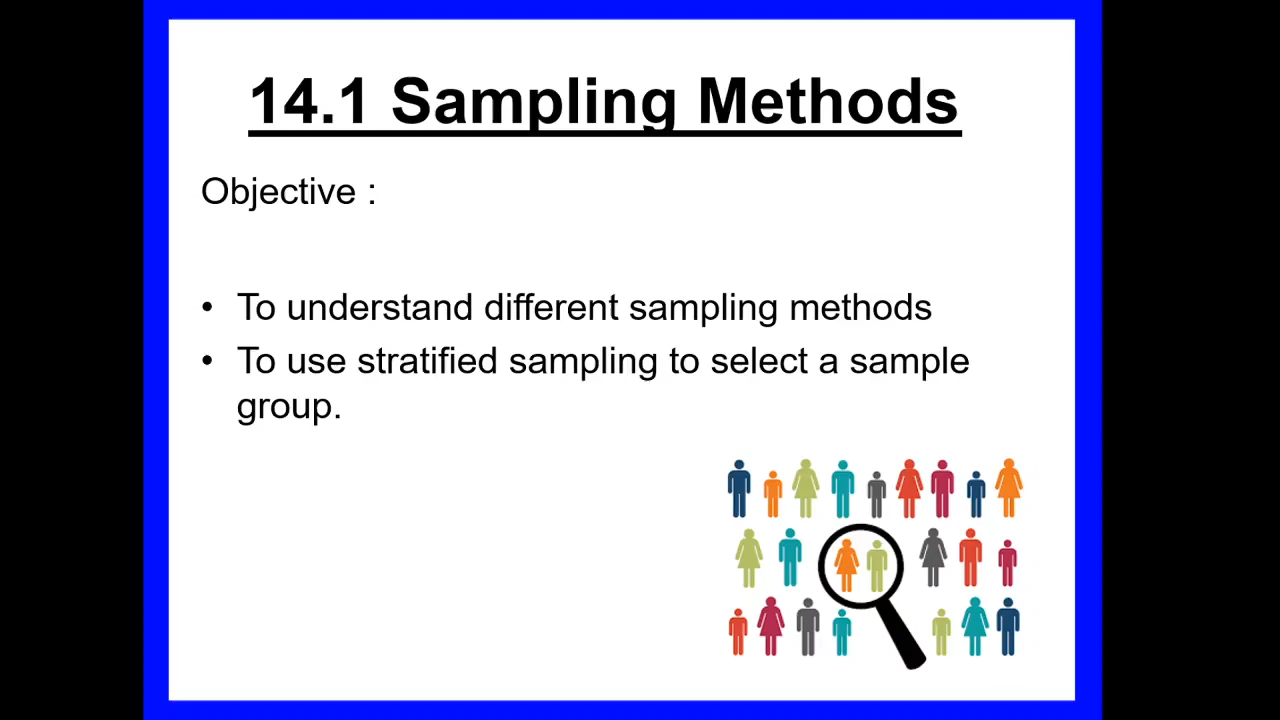 14.1 Sampling Methods
Objective :
• To understand different sampling methods
• To use stratified sampling to select a sample
group.